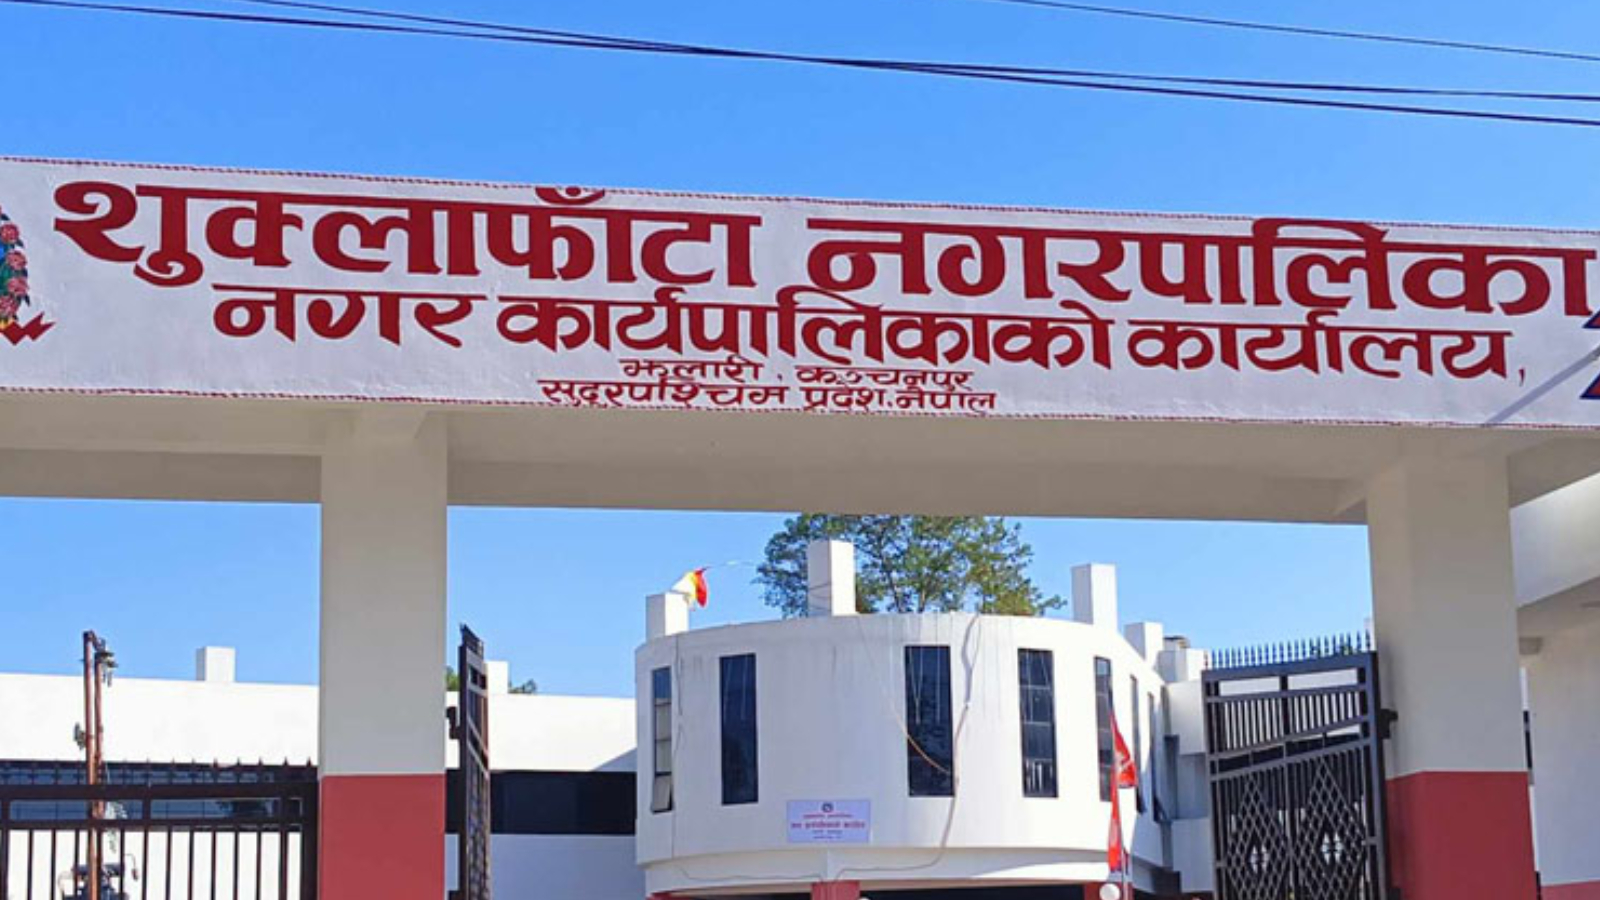 शुक्लाफाँटा नगरपालिका
नगर कार्यपालिकाको कार्यालय,
झलारी, कञ्चनपुर
सुदूरपश्चिम प्रदेश, नेपाल